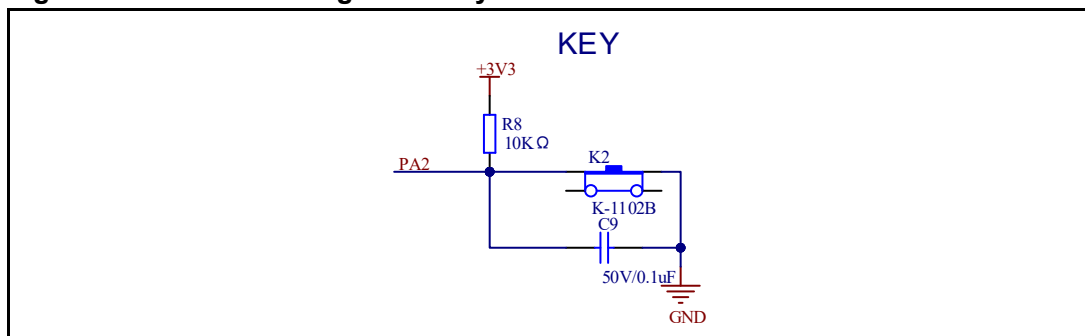 KEY
+3V3
R8
10KΩ
PA2
K2
K-1102B
C9
50V/0.1uF
GND